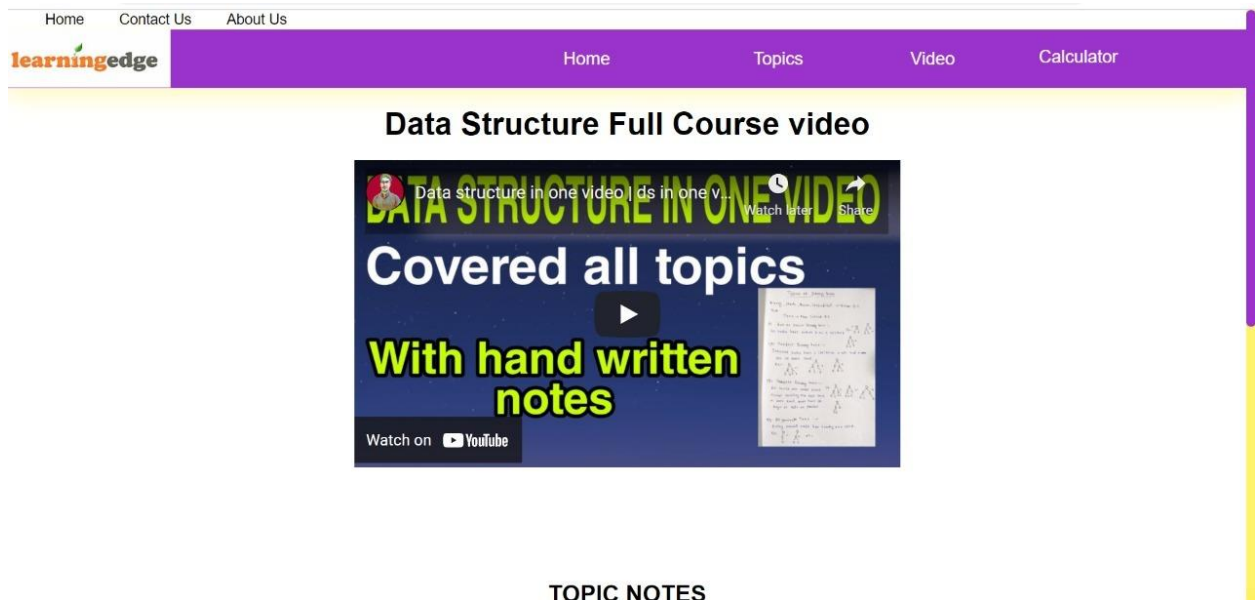 Home Contact Us About Us
learningedge
Home Topics Video Calculator
Data Structure Full Course video
DATA STRUCTURE IN ONE VIDEO
Data structure in one video | ds in one v...
Watch later Share
Covered all topics
With hand written
notes
Watch on YouTube
TOPIC NOTES